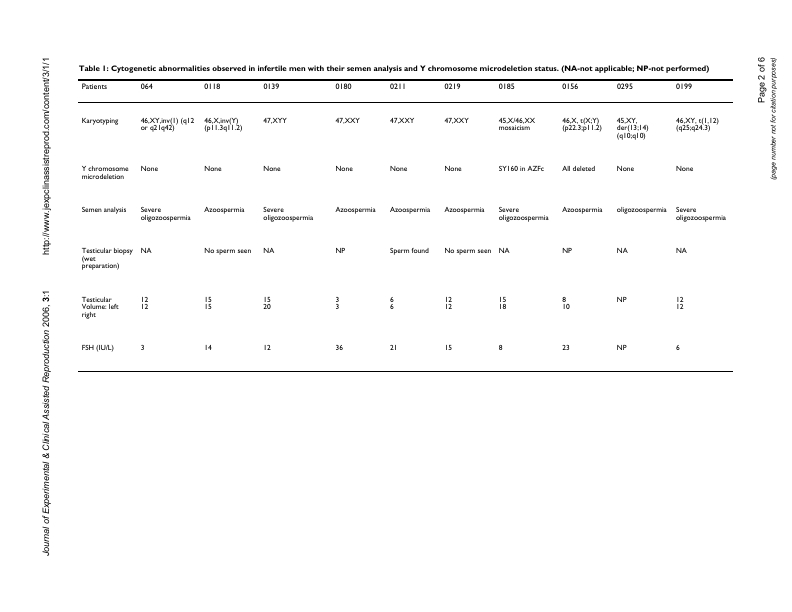 http://www.jexpclinassistreprod.com/content/3/1/1
Journal of Experimental & Clinical Assisted Reproduction 2006, 3:1
Page 2 of 6
(page number not for citation purposes)
Table 1: Cytogenetic abnormalities observed in infertile men with their semen analysis and Y chromosome microdeletion status. (NA-not applicable; NP-not performed)
Patients 064 0118 0139 0180 0211 0219 0185 0156 0295 0199
Karyotyping 46,XY,inv(1) (q12 46,X,inv(Y) 47,XYY 47,XXY 47,XXY 47,XXY 45,X/46,XX 46,X, t(X;Y) 45,XY, 46,XY, t(1,12)
or q21q42) (p11.3q11.2) mosaicism (p22.3;p11.2) der(13;14) (q25;q24.3)
(q10;q10)
Y chromosome None None None None None None SY160 in AZFc All deleted None None
microdeletion
Semen analysis Severe Azoospermia Severe Azoospermia Azoospermia Azoospermia Severe Azoospermia oligozoospermia Severe
oligozoospermia oligozoospermia oligozoospermia oligozoospermia
Testicular biopsy NA No sperm seen NA NP Sperm found No sperm seen NA NP NA NA
(wet
preparation)
Testicular 12 15 15 3 6 12 15 8 NP 12
Volume: left 12 15 20 3 6 12 18 10 12
right
FSH (IU/L) 3 14 12 36 21 15 8 23 NP 6